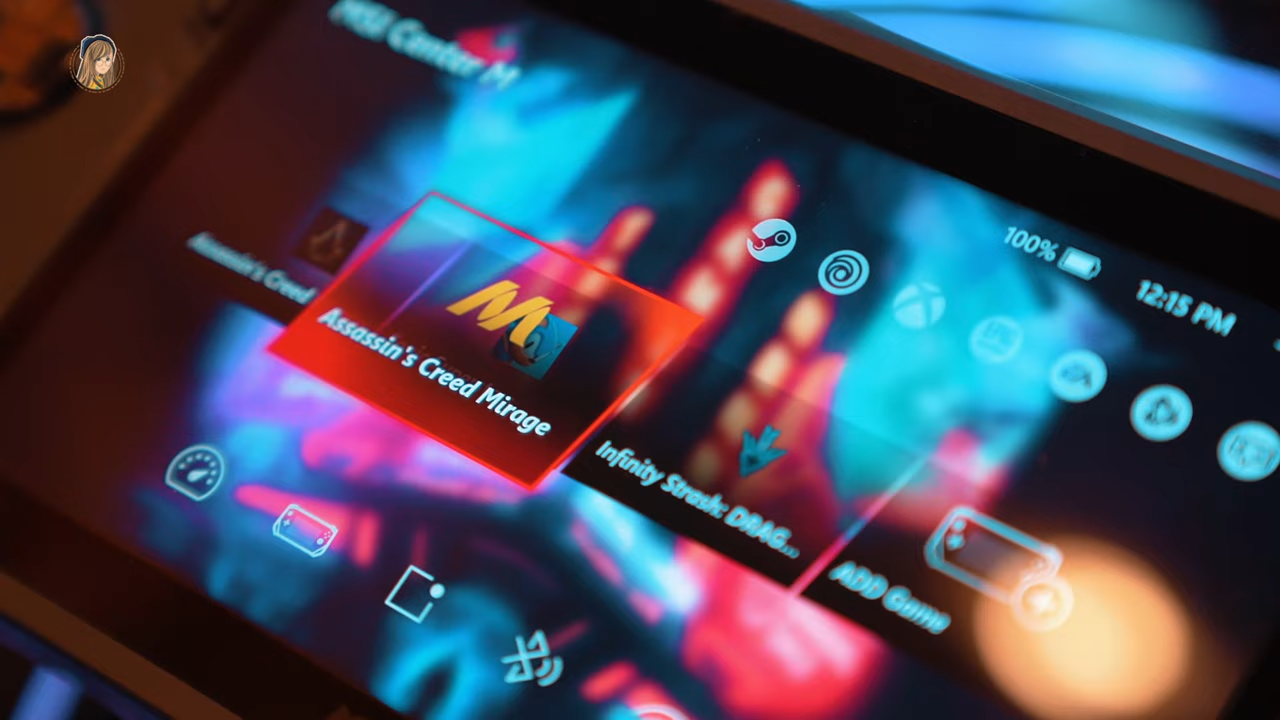 MSI Center M
100%
12:15 PM
Assassin's Creed
Assassin's Creed Mirage
Infinity Strash: DRAG...
ADD Game